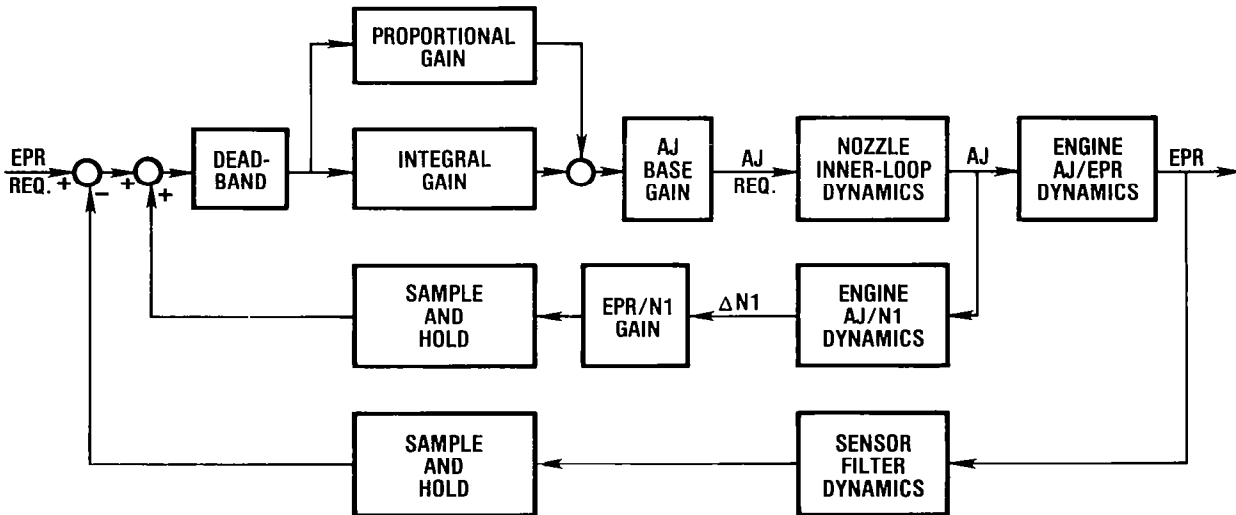 PROPORTIONAL
GAIN
EPR
REQ.
+
-
+
+
DEAD-
BAND
INTEGRAL
GAIN
AJ
BASE
GAIN
AJ
REQ.
NOZZLE
INNER-LOOP
DYNAMICS
AJ
ENGINE
AJ/EPR
DYNAMICS
EPR
SAMPLE
AND
HOLD
EPR/N1
GAIN
ΔN1
ENGINE
AJ/N1
DYNAMICS
SAMPLE
AND
HOLD
SENSOR
FILTER
DYNAMICS